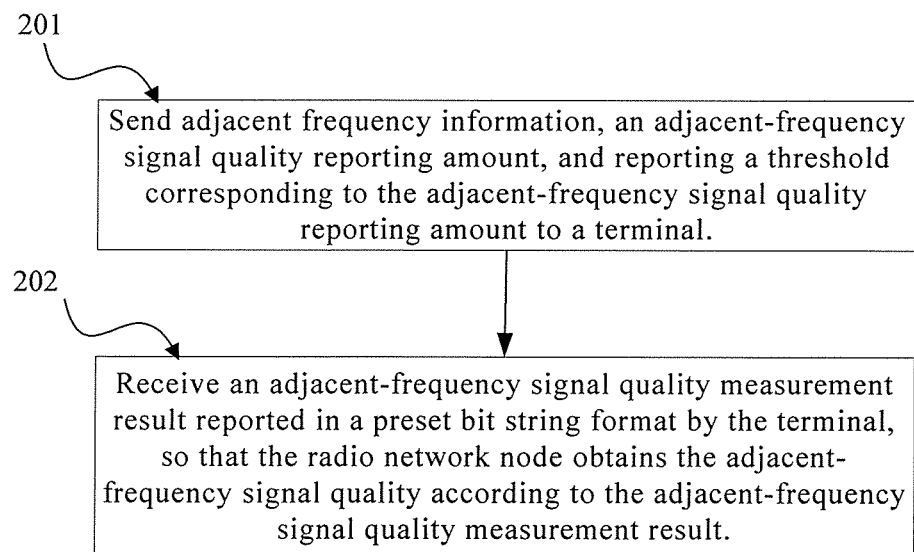 201
Send adjacent frequency information, an adjacent-frequency
signal quality reporting amount, and reporting a threshold
corresponding to the adjacent-frequency signal quality
reporting amount to a terminal.
202
Receive an adjacent-frequency signal quality measurement
result reported in a preset bit string format by the terminal,
so that the radio network node obtains the adjacent-
frequency signal quality according to the adjacent-frequency
signal quality measurement result.